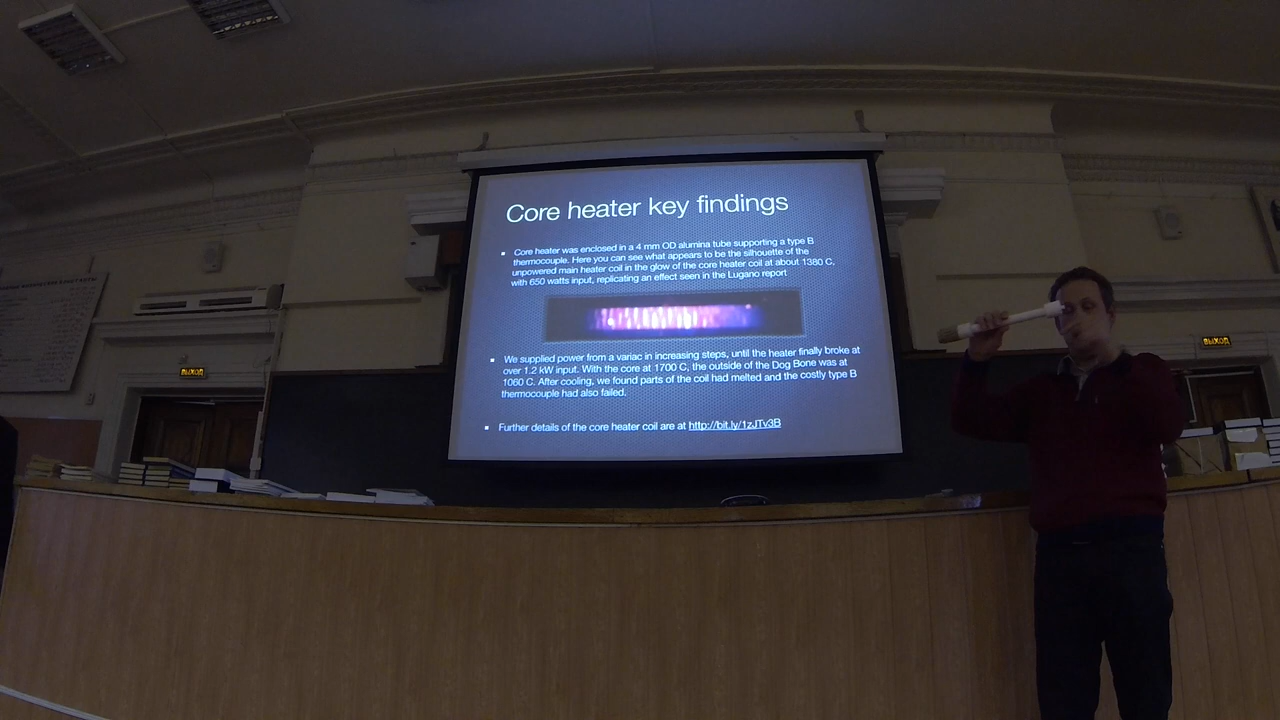 Core heater key findings
Core heater was enclosed in a 4 mm OD alumina tube supporting a type B
thermocouple. Here you can see what appears to be the silhouette of the
unpowered main heater coil in the glow of the core heater coil at about 1380 C,
with 650 watts input, replicating an effect seen in the Lugano report
We supplied power from a variac in increasing steps, until the heater finally broke at
over 1.2 kW input. With the core at 1700 C, the outside of the Dog Bone was at
1060 C. After cooling, we found parts of the coil had melted and the costly type B
thermocouple had also failed.
Further details of the core heater coil are at http://bit.ly/1zJTv3B
ВЫХОД
ВЫХОД